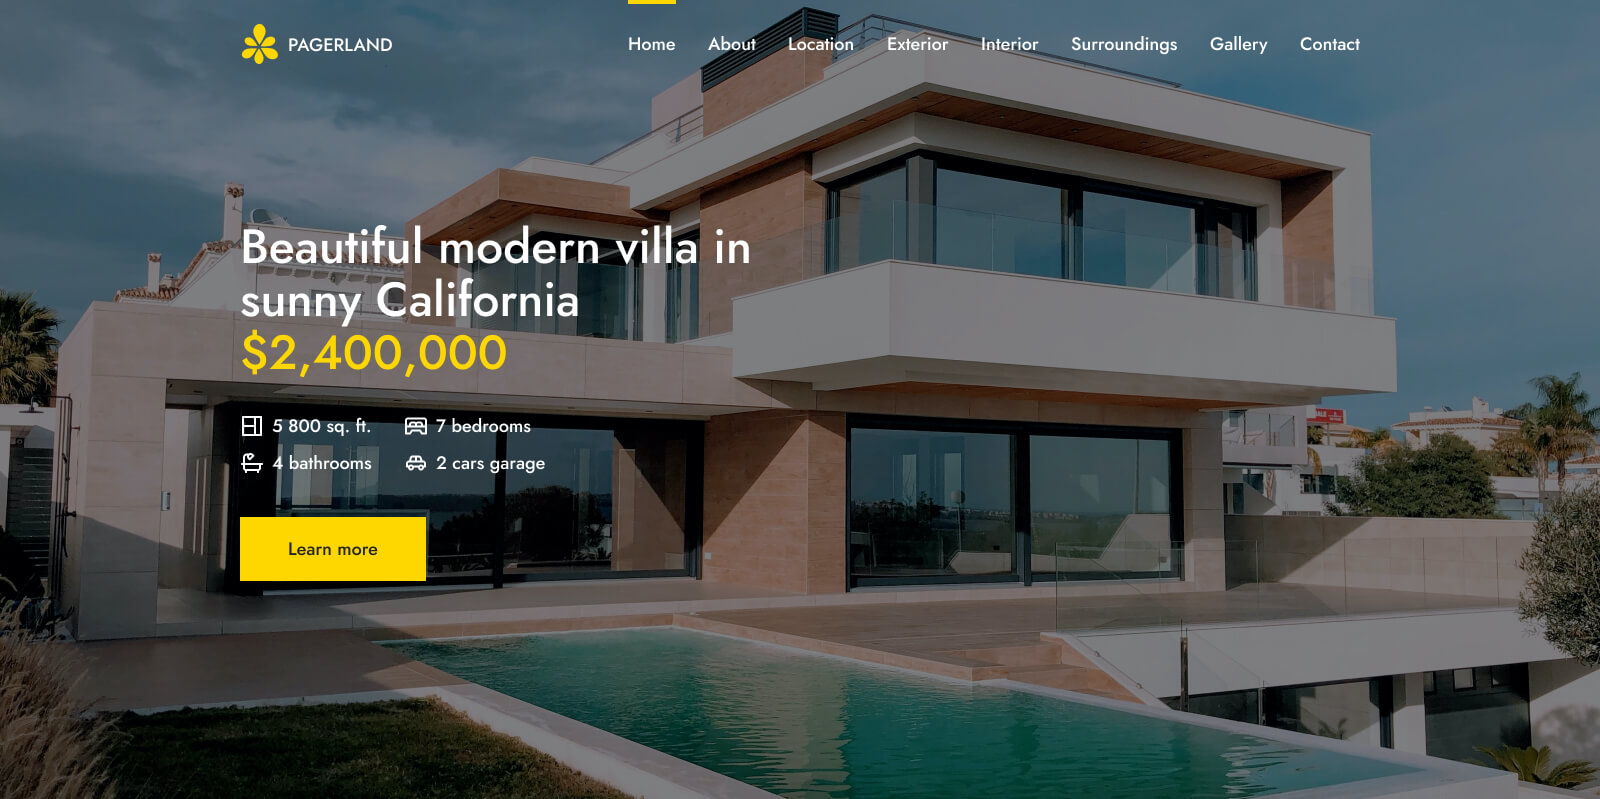 PAGERLAND
Home About Location Exterior Interior Surroundings Gallery Contact
Beautiful modern villa in
sunny California
$2,400,000
5 800 sq. ft. 7 bedrooms
4 bathrooms 2 cars garage
Learn more